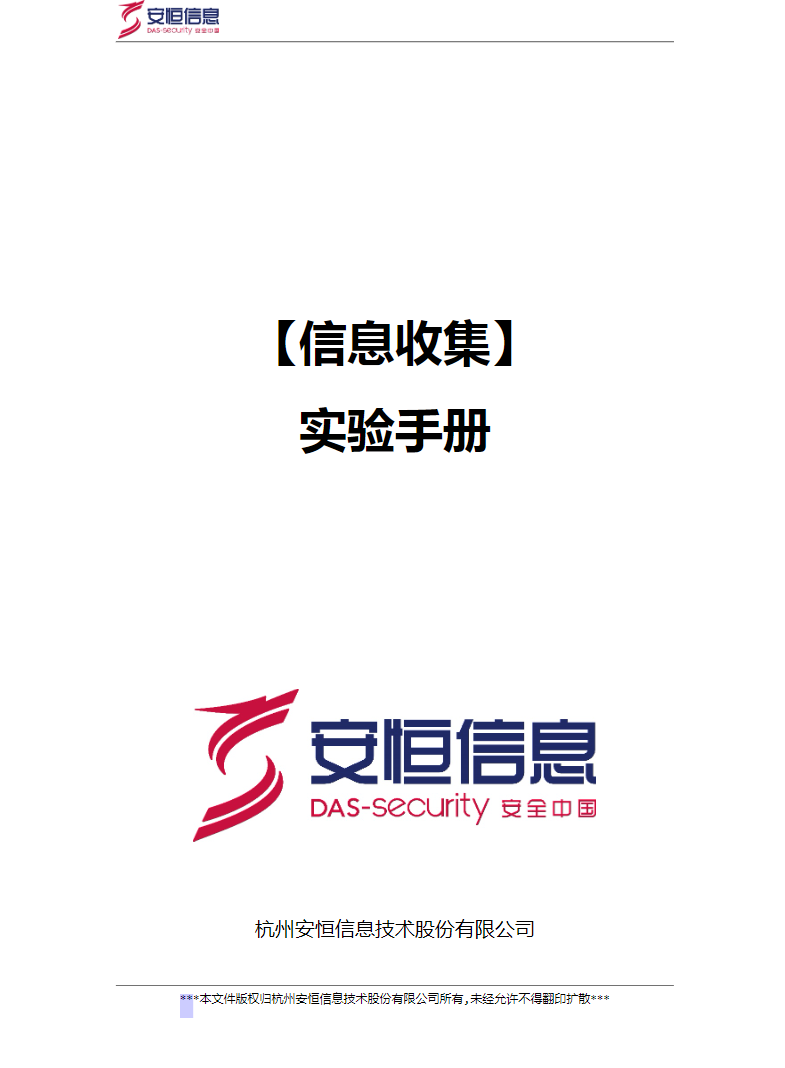 安恒信息
DAS-security 安全中国
【信息收集】
实验手册
安恒信息
DAS-security 安全中国
杭州安恒信息技术股份有限公司
***本文件版权归杭州安恒信息技术股份有限公司所有,未经允许不得翻印扩散***